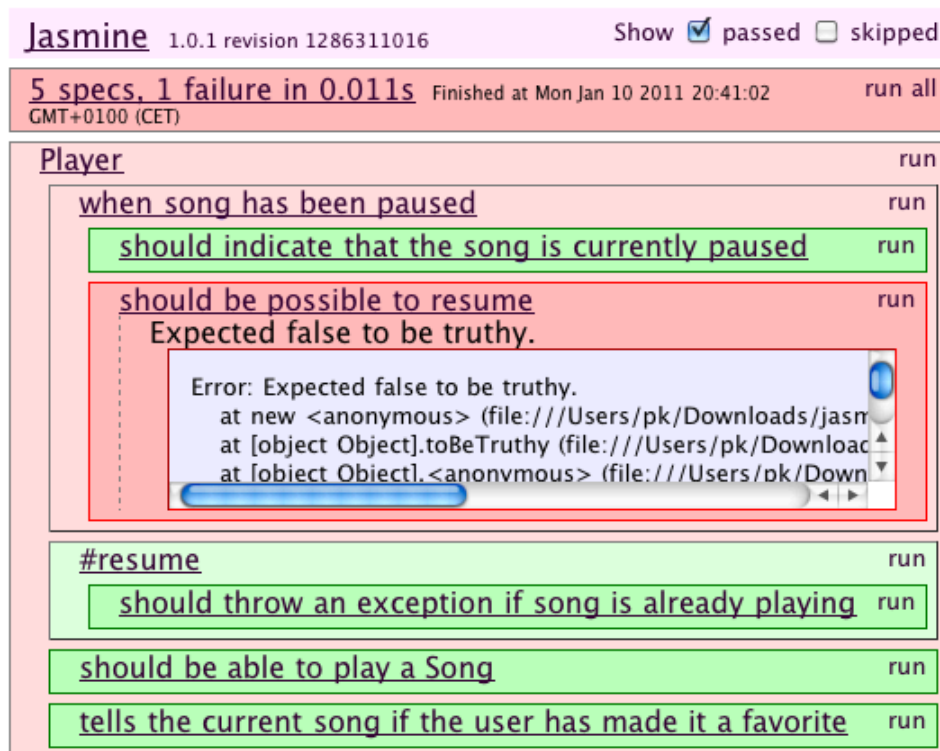 Jasmine 1.0.1 revision 1286311016 Show passed skipped
5 specs, 1 failure in 0.011s Finished at Mon Jan 10 2011 20:41:02 run all
GMT+0100 (CET)
Player run
when song has been paused run
should indicate that the song is currently paused run
should be possible to resume run
Expected false to be truthy.
Error: Expected false to be truthy.
at new <anonymous> (file:///Users/pk/Downloads/jasm
at [object Object].toBeTruthy (file:///Users/pk/Downloac
at [object Object].<anonymous> (file:///Users/pk/Down
#resume run
should throw an exception if song is already playing run
should be able to play a Song run
tells the current song if the user has made it a favorite run